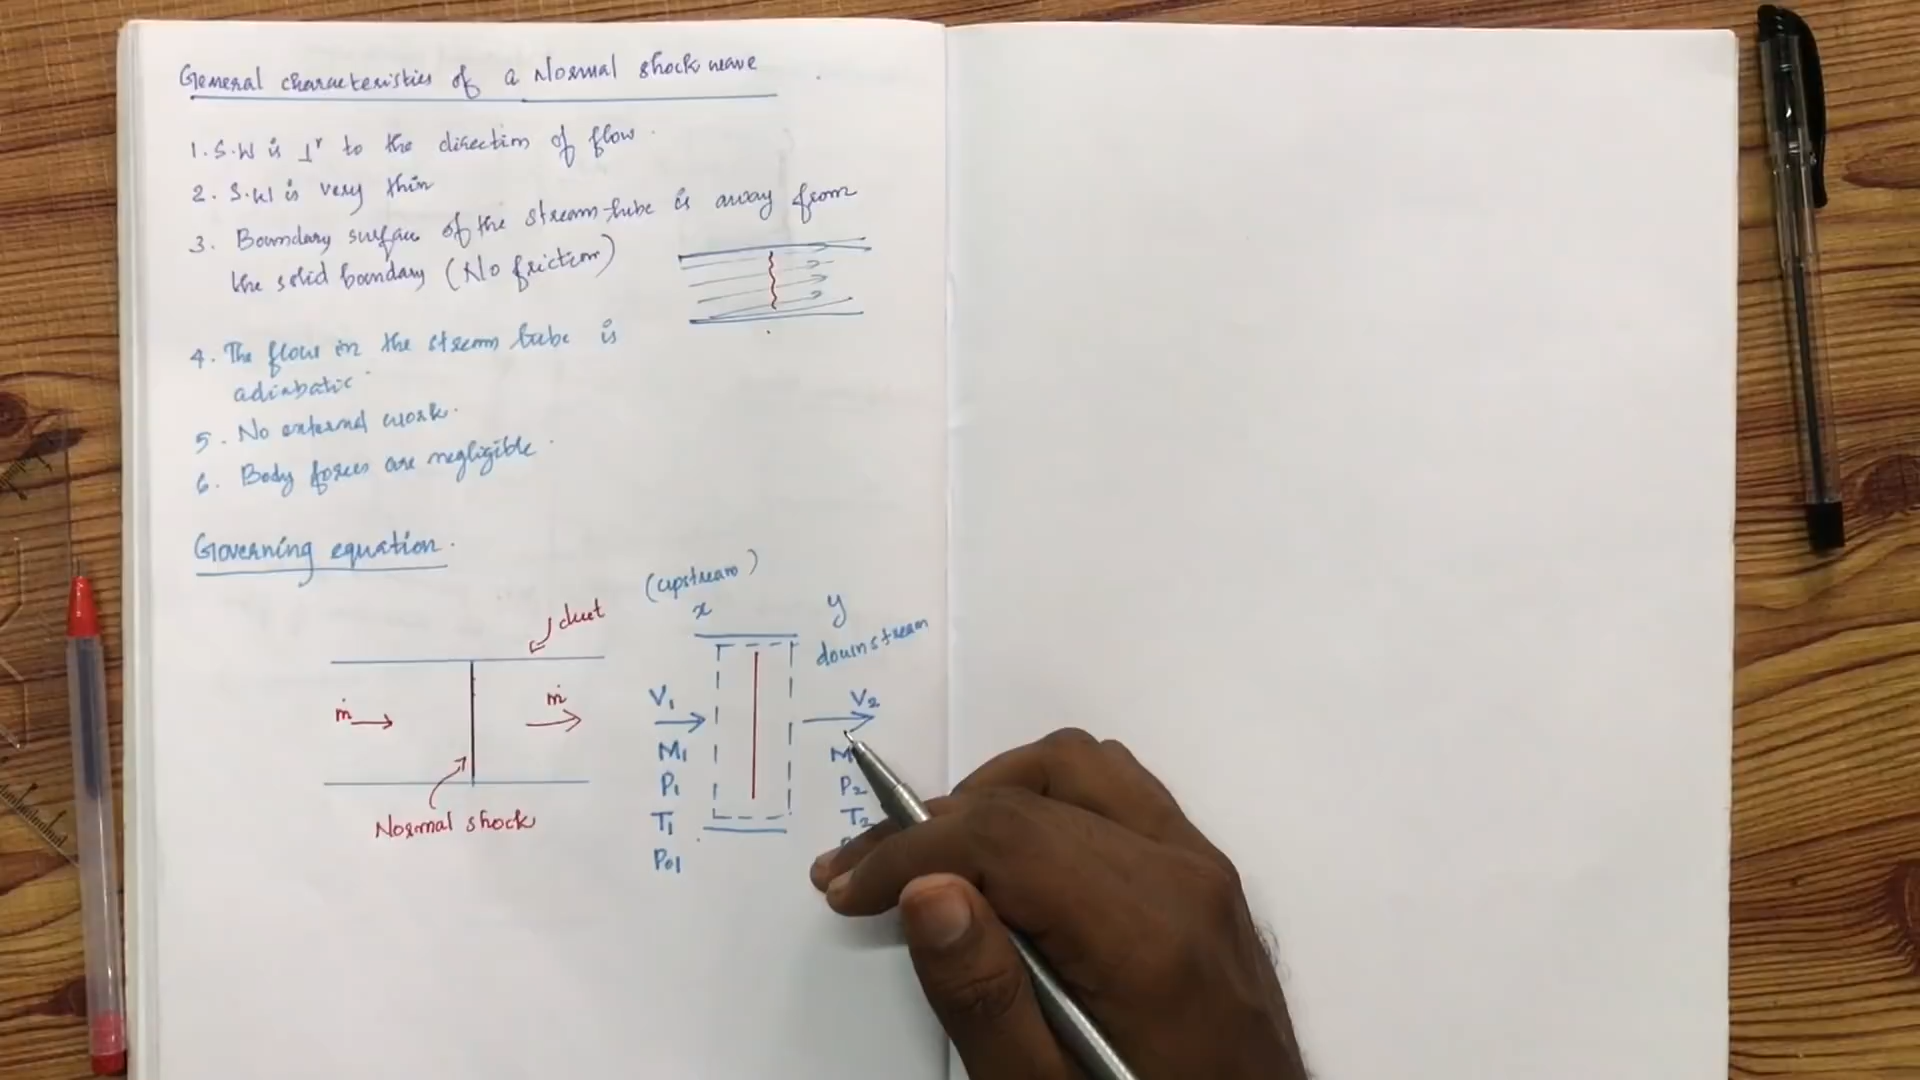 General characteristics of a Normal shock wave
1. S.W is ⊥r to the direction of flow.
2. S.W is very thin
3. Boundary surface of the stream-tube is away from
the solid boundary (No friction)
4. The flow in the stream tube is
adiabatic.
5. No external work.
6. Body forces are negligible.
Governing equation.
(upstream)
x
y
downstream
duct
ṁ
ṁ
Normal shock
V1
M1
P1
T1
P01
V2
M
P2
T2